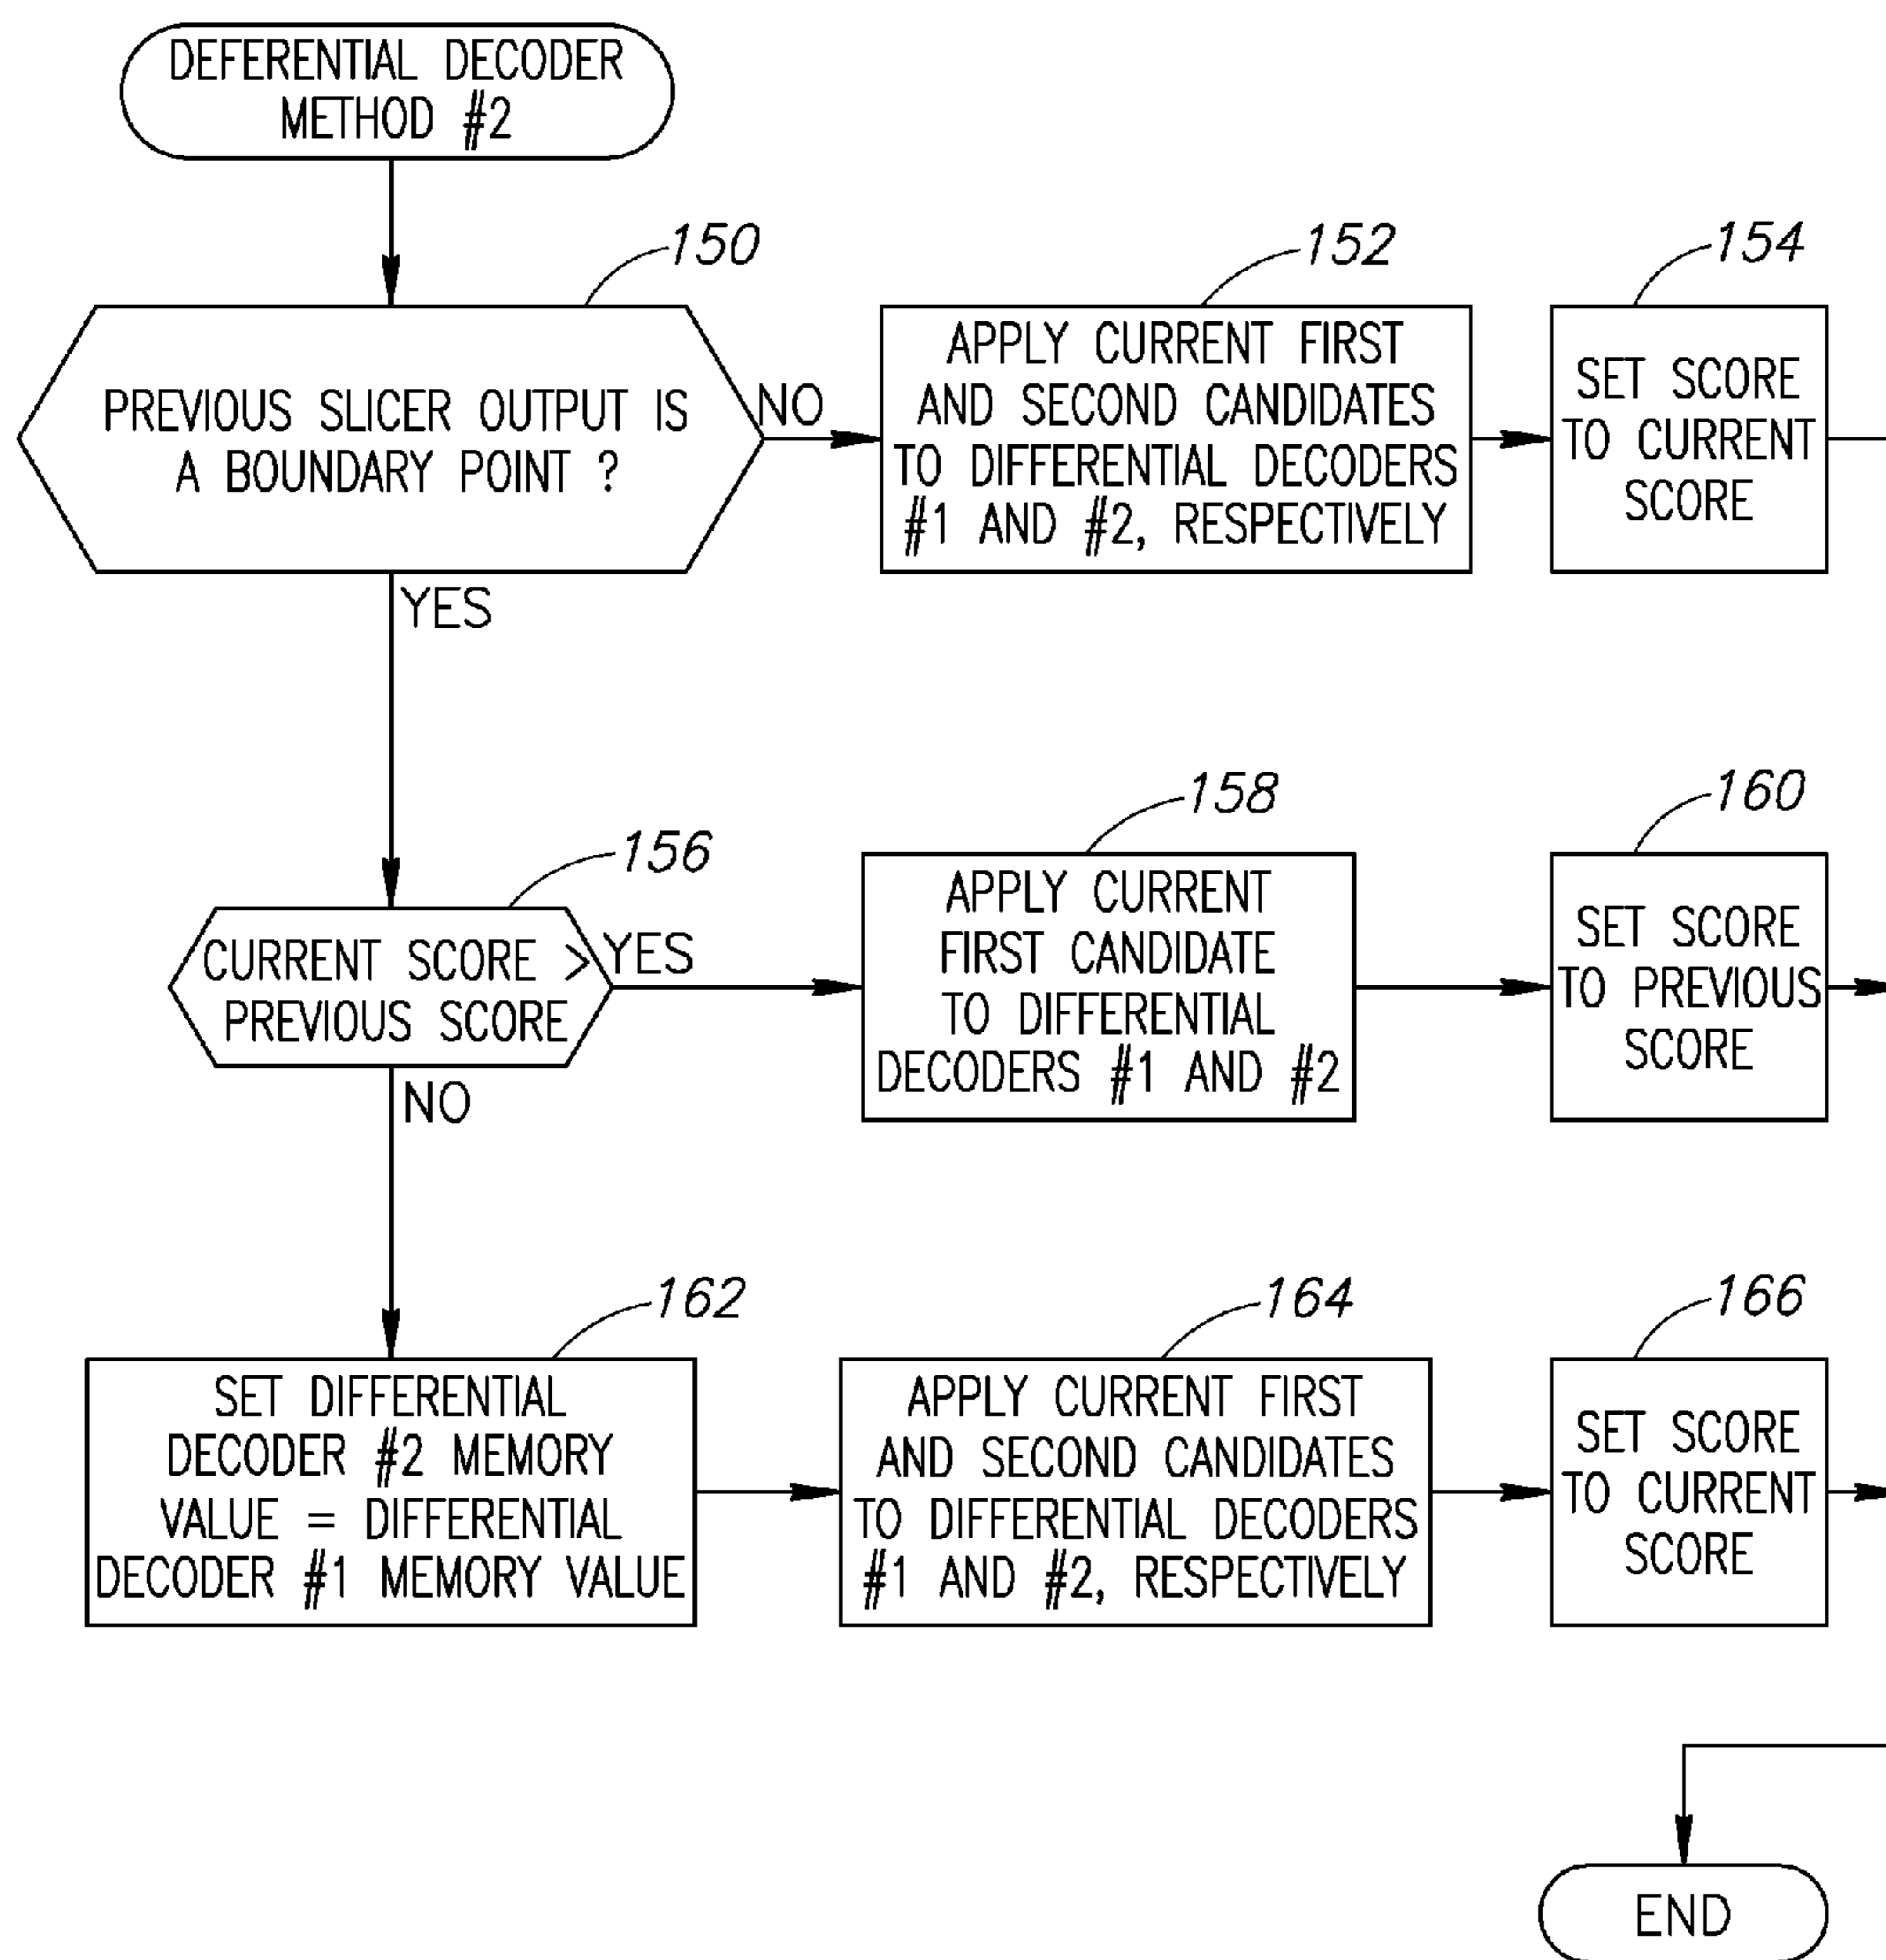 DEFERENTIAL DECODER
METHOD #2
150
PREVIOUS SLICER OUTPUT IS
A BOUNDARY POINT ?
NO
YES
152
APPLY CURRENT FIRST
AND SECOND CANDIDATES
TO DIFFERENTIAL DECODERS
#1 AND #2, RESPECTIVELY
154
SET SCORE
TO CURRENT
SCORE
156
CURRENT SCORE >
PREVIOUS SCORE
YES
NO
158
APPLY CURRENT
FIRST CANDIDATE
TO DIFFERENTIAL
DECODERS #1 AND #2
160
SET SCORE
TO PREVIOUS
SCORE
162
SET DIFFERENTIAL
DECODER #2 MEMORY
VALUE = DIFFERENTIAL
DECODER #1 MEMORY VALUE
164
APPLY CURRENT FIRST
AND SECOND CANDIDATES
TO DIFFERENTIAL DECODERS
#1 AND #2, RESPECTIVELY
166
SET SCORE
TO CURRENT
SCORE
END